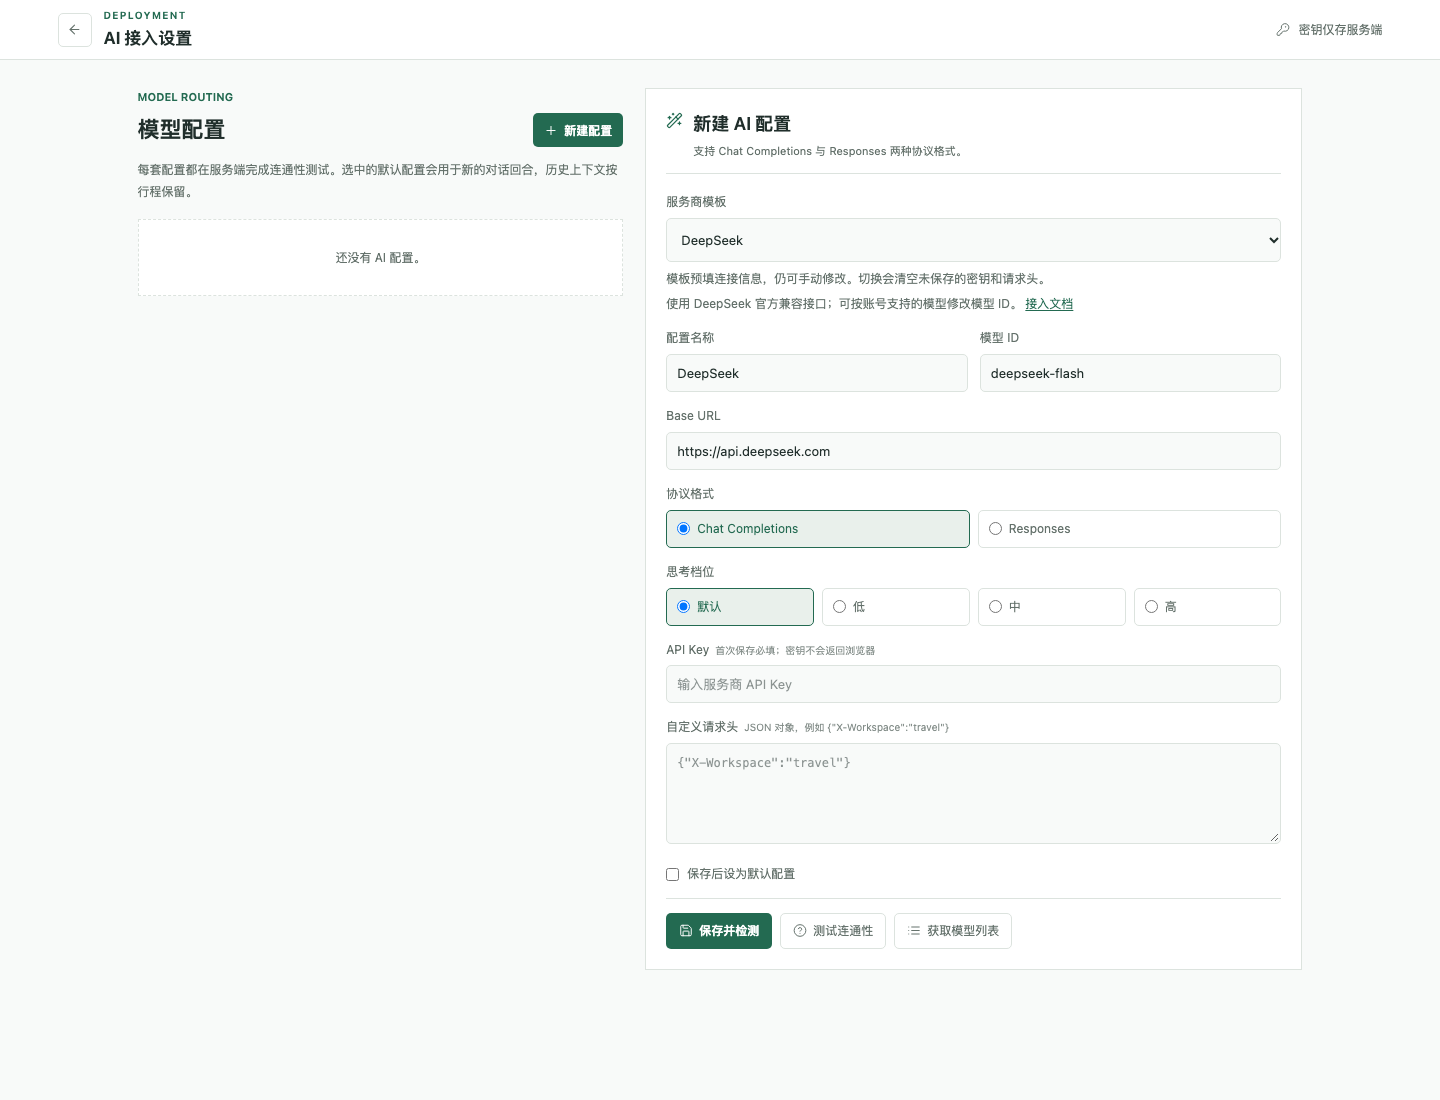 DEPLOYMENT
AI 接入设置
密钥仅存服务端
MODEL ROUTING
模型配置
新建配置
每套配置都在服务端完成连通性测试。选中的默认配置会用于新的对话回合，历史上下文按
行程保留。
还没有 AI 配置。
新建 AI 配置
支持 Chat Completions 与 Responses 两种协议格式。
服务商模板
DeepSeek
模板预填连接信息，仍可手动修改。切换会清空未保存的密钥和请求头。
使用 DeepSeek 官方兼容接口；可按账号支持的模型修改模型 ID。 接入文档
配置名称
模型 ID
DeepSeek
deepseek-flash
Base URL
https://api.deepseek.com
协议格式
Chat Completions
Responses
思考档位
默认
低
中
高
API Key 首次保存必填；密钥不会返回浏览器
输入服务商 API Key
自定义请求头 JSON 对象，例如 {"X-Workspace":"travel"}
{"X-Workspace":"travel"}
保存后设为默认配置
保存并检测
测试连通性
获取模型列表